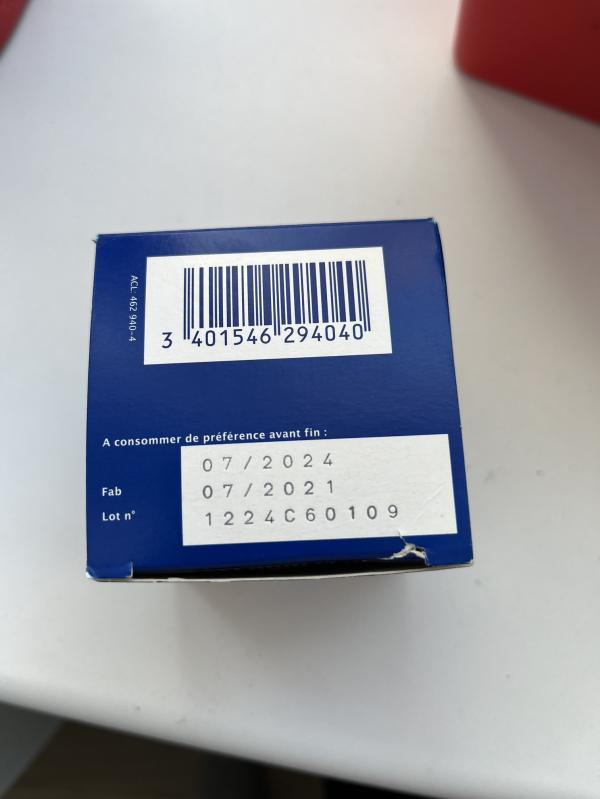 ACL: 462 940-4
3 401546 294040
A consommer de préférence avant fin :
07/2024
Fab 07/2021
Lot n° 1224C60109